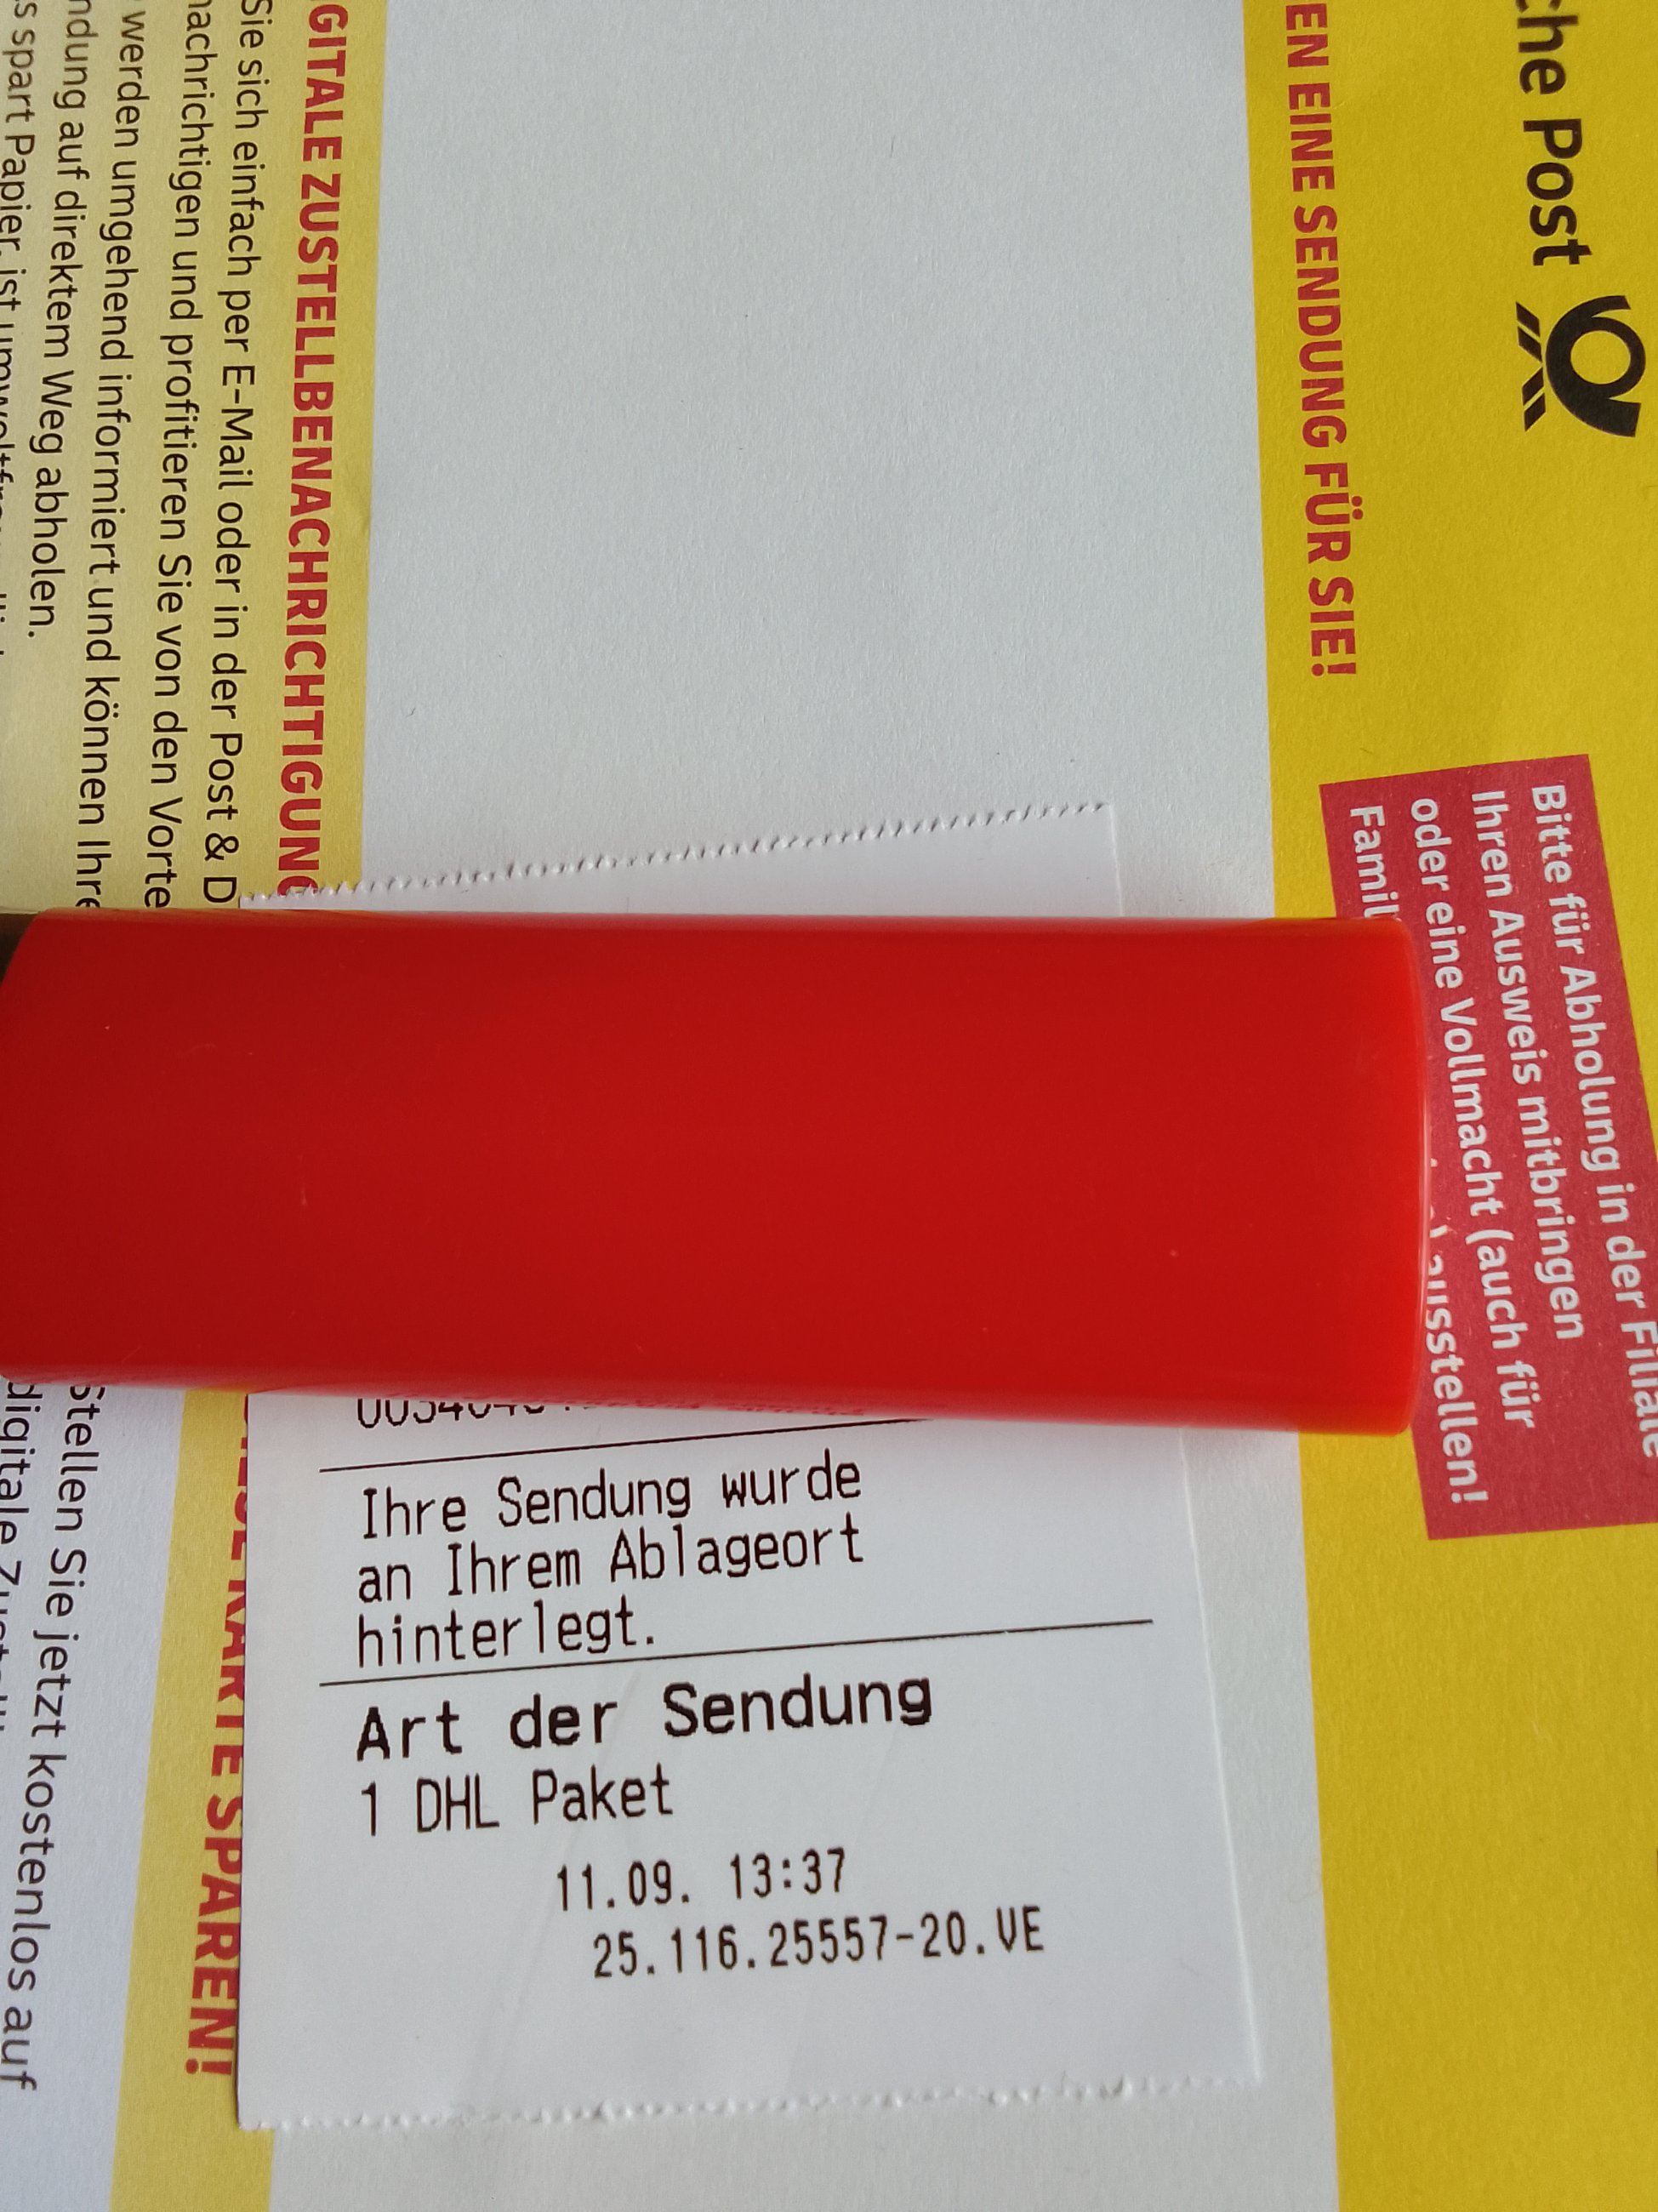 che Post
EN EINE SENDUNG FÜR SIE!
Bitte für Abholung in der Filiale
Ihren Ausweis mitbringen
oder eine Vollmacht (auch für
ausstellen!
GITALE ZUSTELLBENACHRICHTIGUNG
Sie sich einfach per E-Mail oder in der Post & D
nachrichtigen und profitieren Sie von den Vorte
werden umgehend informiert und können Ihre
ndung auf direktem Weg abholen.
s spart Papier, ist
KARTE SPAREN!
Stellen Sie jetzt kostenlos auf
digitale
Ihre Sendung wurde
an Ihrem Ablageort
hinterlegt.
Art der Sendung
1 DHL Paket
11.09. 13:37
25.116.25557-20.VE